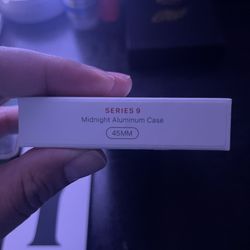 SERIES 9
Midnight Aluminum Case
45MM